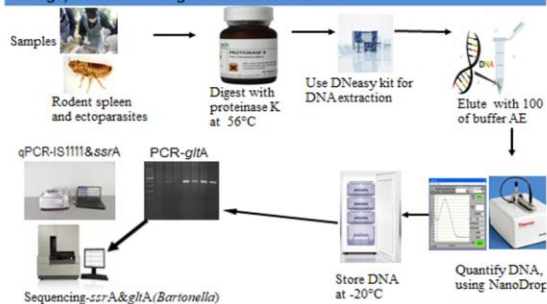 Samples
Rodent spleen
and ectoparasites
PROTEINASE K
Digest with
proteinase K
at 56°C
Use DNeasy kit for
DNA extraction
DNA
Elute with 100
of buffer AE
qPCR-IS1111&ssrA
PCR-gltA
Store DNA
at -20°C
Quantify DNA,
using NanoDrop
Sequencing-ssrA&gltA(Bartonella)